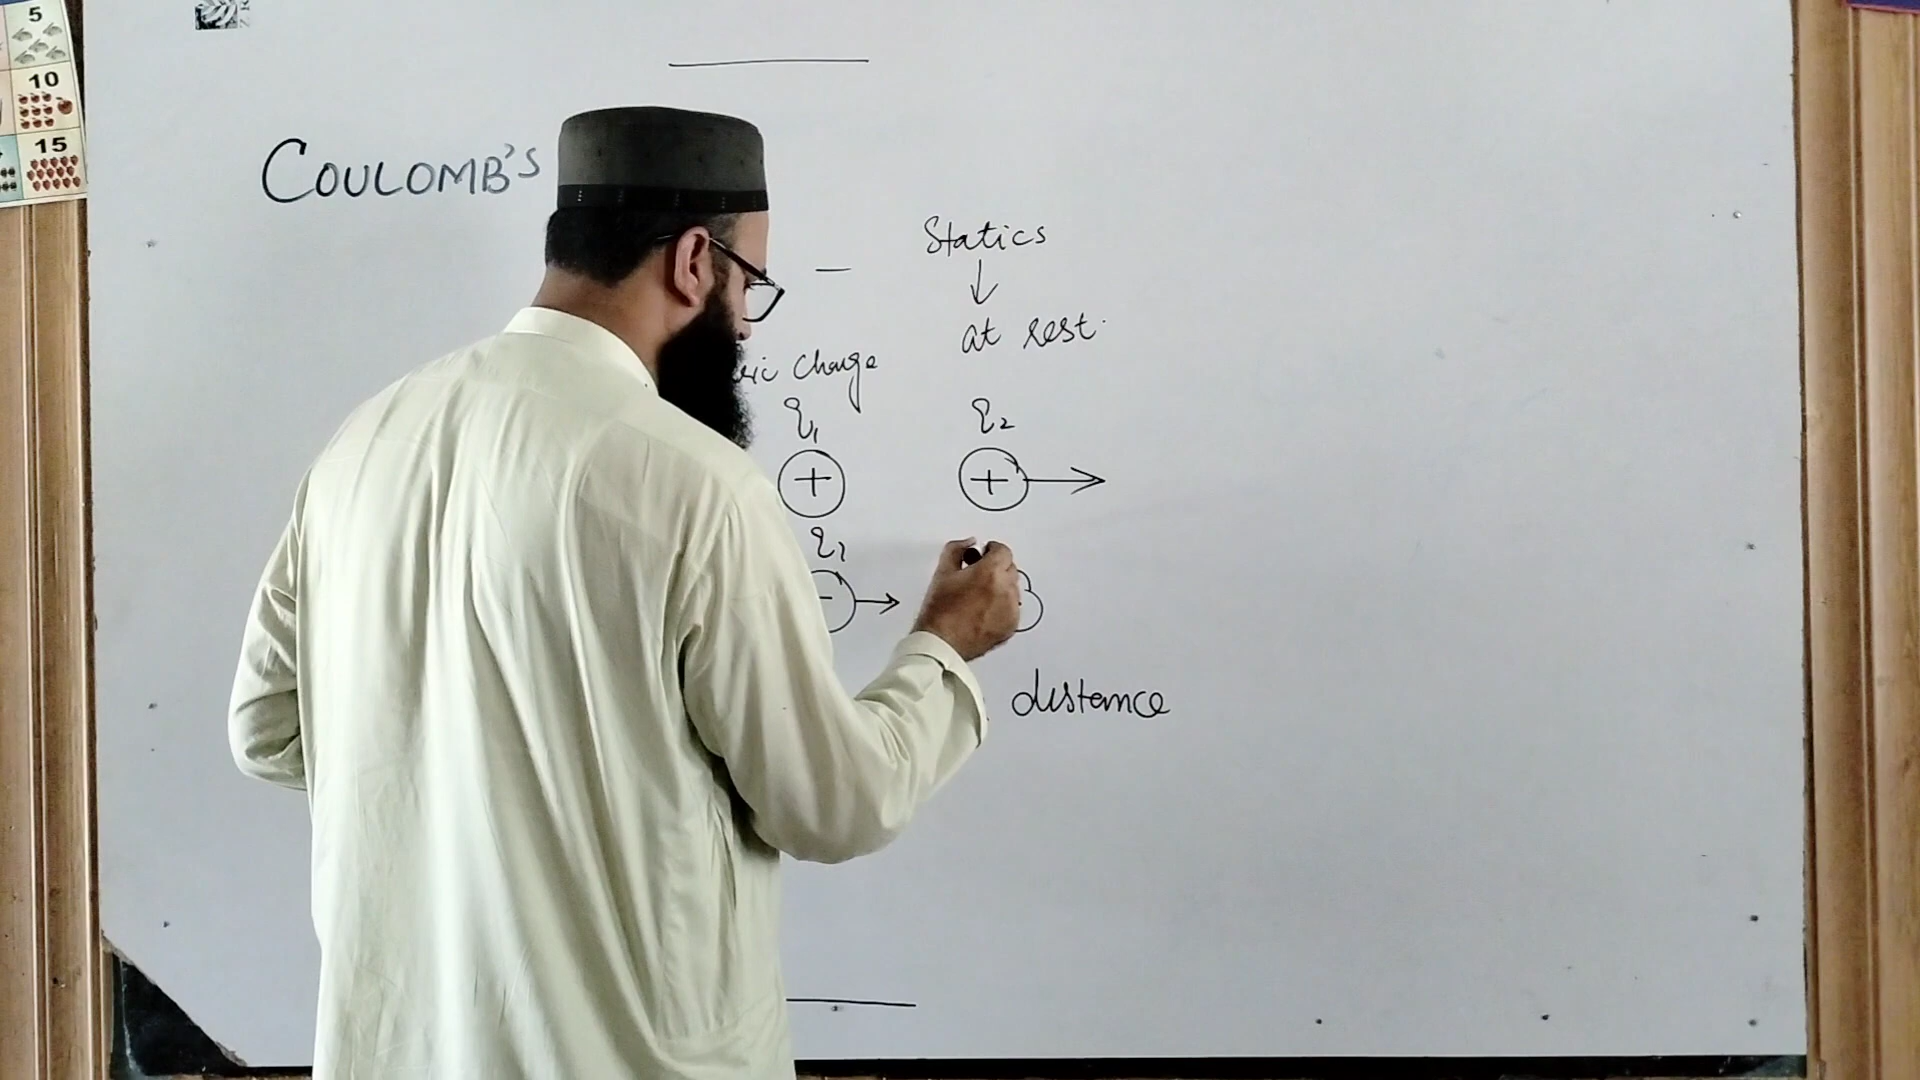 5
10
15
COULOMB'S
Statics
at rest.
Charge
q₁ q₂
+ +
q₁
-
distance